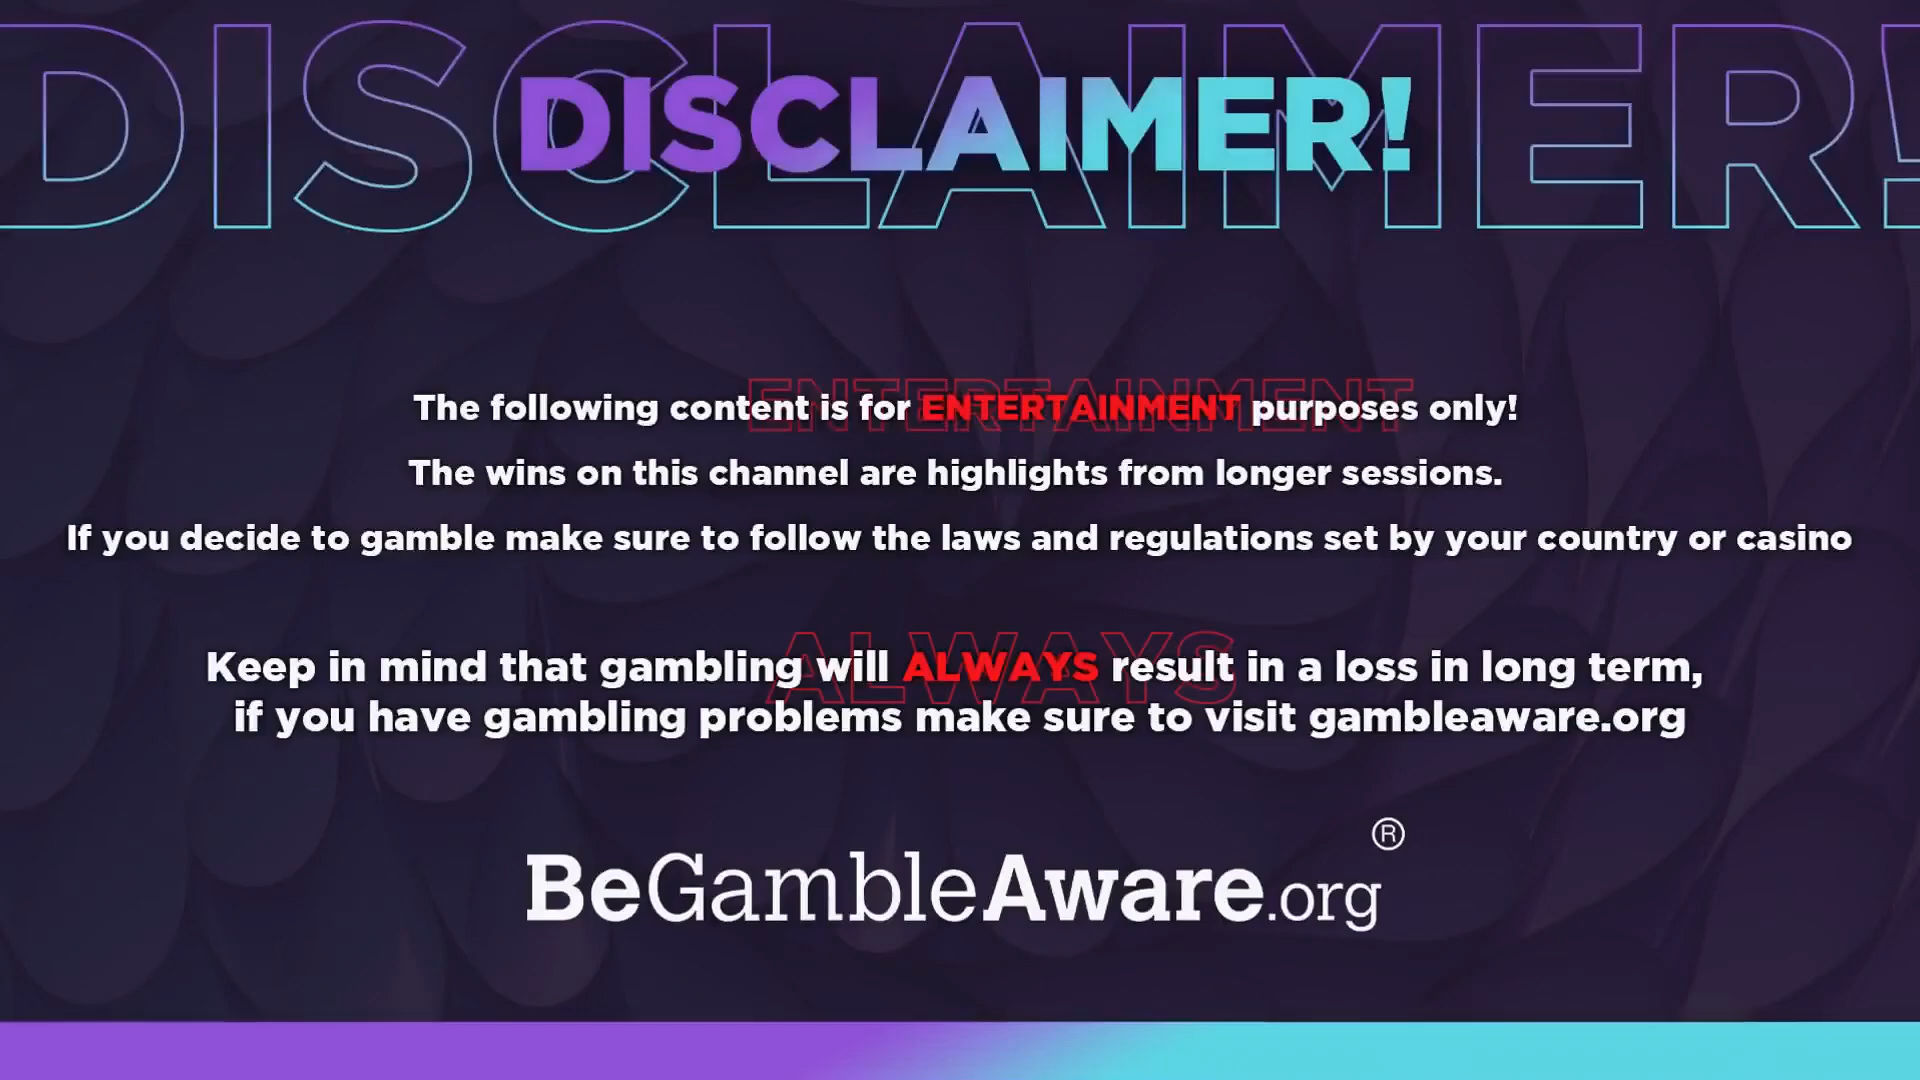 DISCLAIMER!
DISCLAIMER!
ENTERTAINMENT
The following content is for ENTERTAINMENT purposes only!
The wins on this channel are highlights from longer sessions.
If you decide to gamble make sure to follow the laws and regulations set by your country or casino
ALWAYS
Keep in mind that gambling will ALWAYS result in a loss in long term,
if you have gambling problems make sure to visit gambleaware.org
BeGambleAware.org®